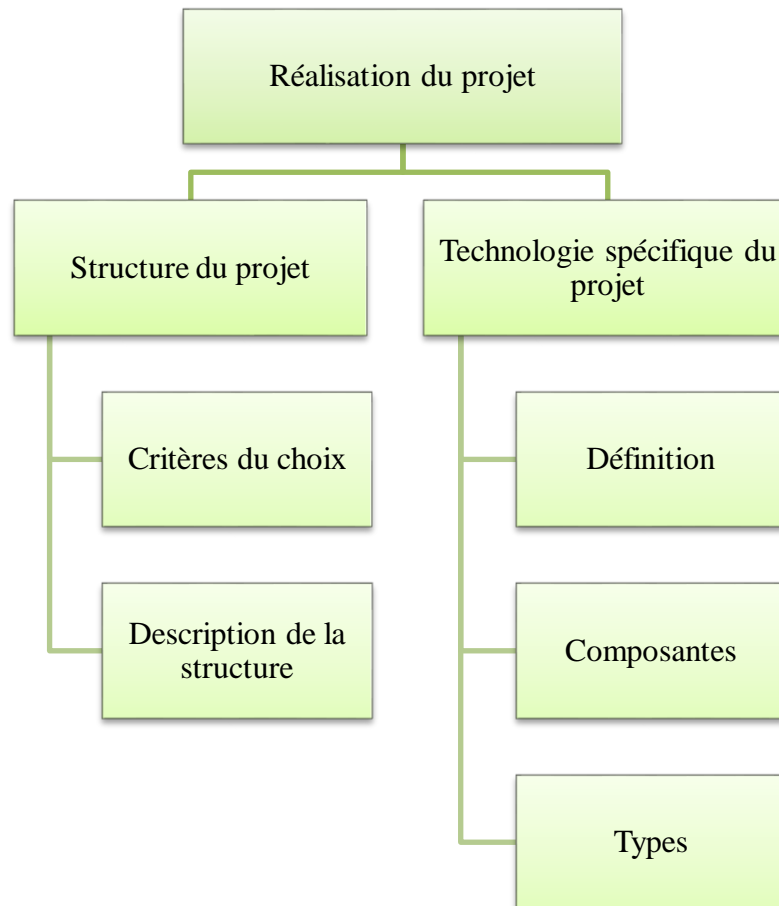 Réalisation du projet
Structure du projet
Technologie spécifique du
projet
Critères du choix
Définition
Description de la
structure
Composantes
Types